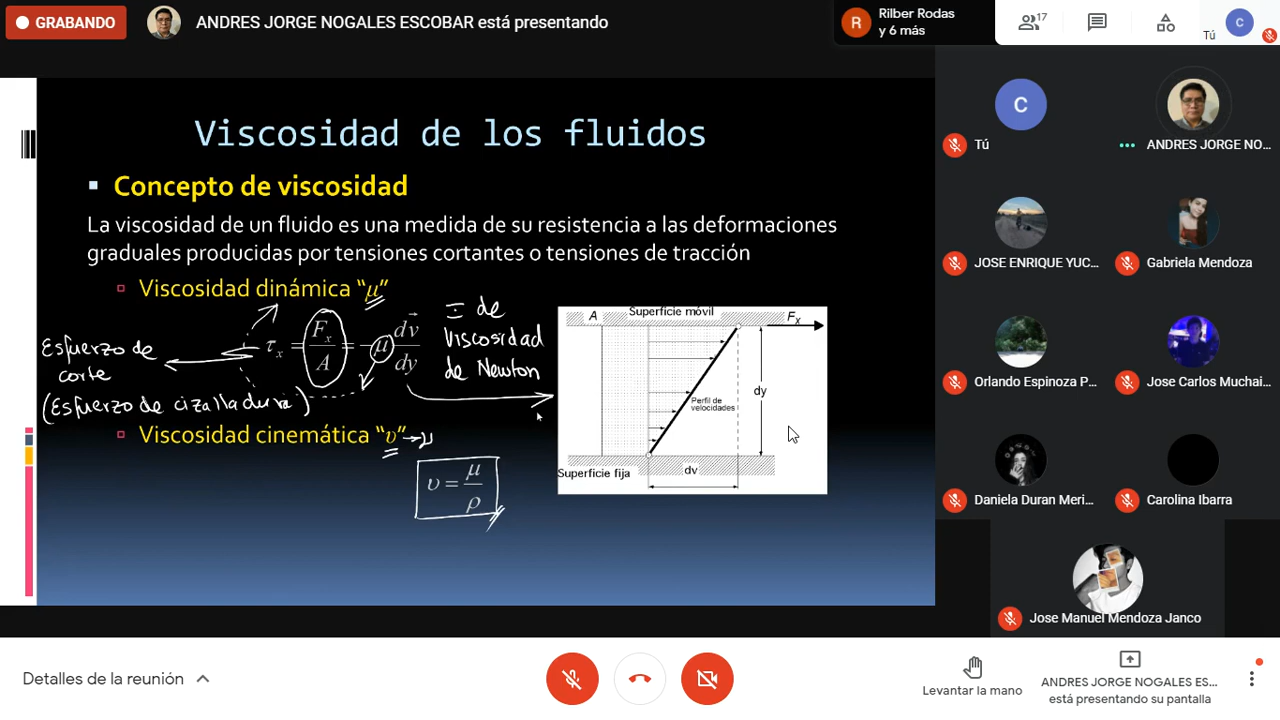 GRABANDO
ANDRES JORGE NOGALES ESCOBAR está presentando
R
Rilber Rodas
y 6 más
17
Tú
C
Viscosidad de los fluidos
Concepto de viscosidad
La viscosidad de un fluido es una medida de su resistencia a las deformaciones
graduales producidas por tensiones cortantes o tensiones de tracción
Viscosidad dinámica “μ”
τx = Fx/A = −μ dv/dy
Ξ de
Viscosidad
de Newton
Esfuerzo de
corte
(Esfuerzo de cizalladura)
Viscosidad cinemática “υ” → ν
υ = μ/ρ
A
Superficie móvil
Fx
dy
Perfil de
velocidades
Superficie fija
dv
C
Tú
ANDRES JORGE NO...
JOSE ENRIQUE YUC...
Gabriela Mendoza
Orlando Espinoza P...
Jose Carlos Muchai...
Daniela Duran Meri...
Carolina Ibarra
Jose Manuel Mendoza Janco
Detalles de la reunión
Levantar la mano
ANDRES JORGE NOGALES ES...
está presentando su pantalla